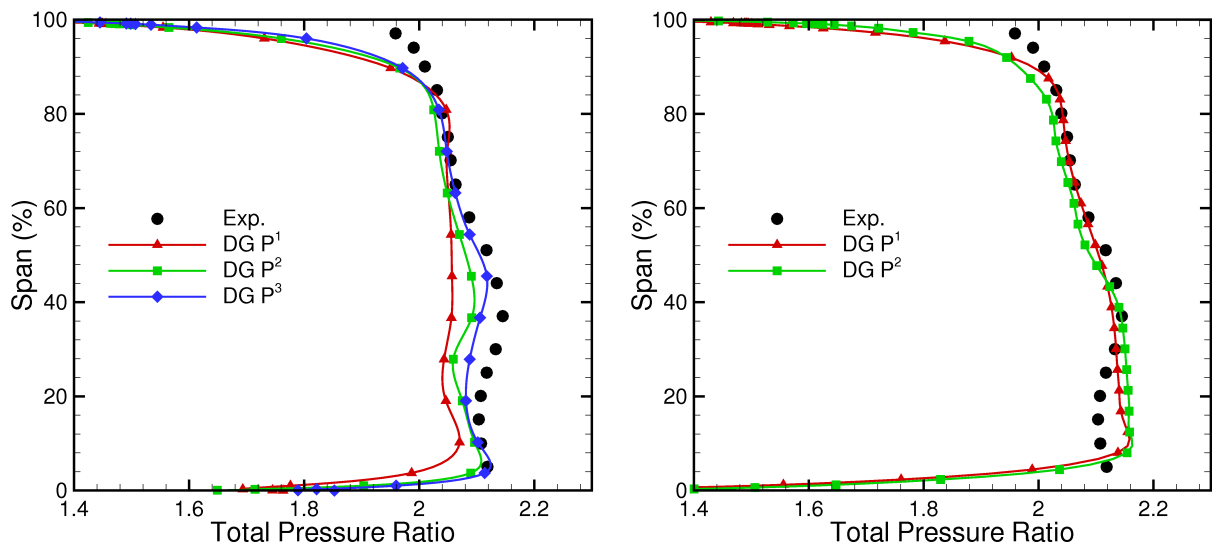 100
80
60
40
20
0
Span (%)
Exp.
DG P¹
DG P²
DG P³
1.4 1.6 1.8 2 2.2
Total Pressure Ratio
100
80
60
40
20
0
Span (%)
Exp.
DG P¹
DG P²
1.4 1.6 1.8 2 2.2
Total Pressure Ratio